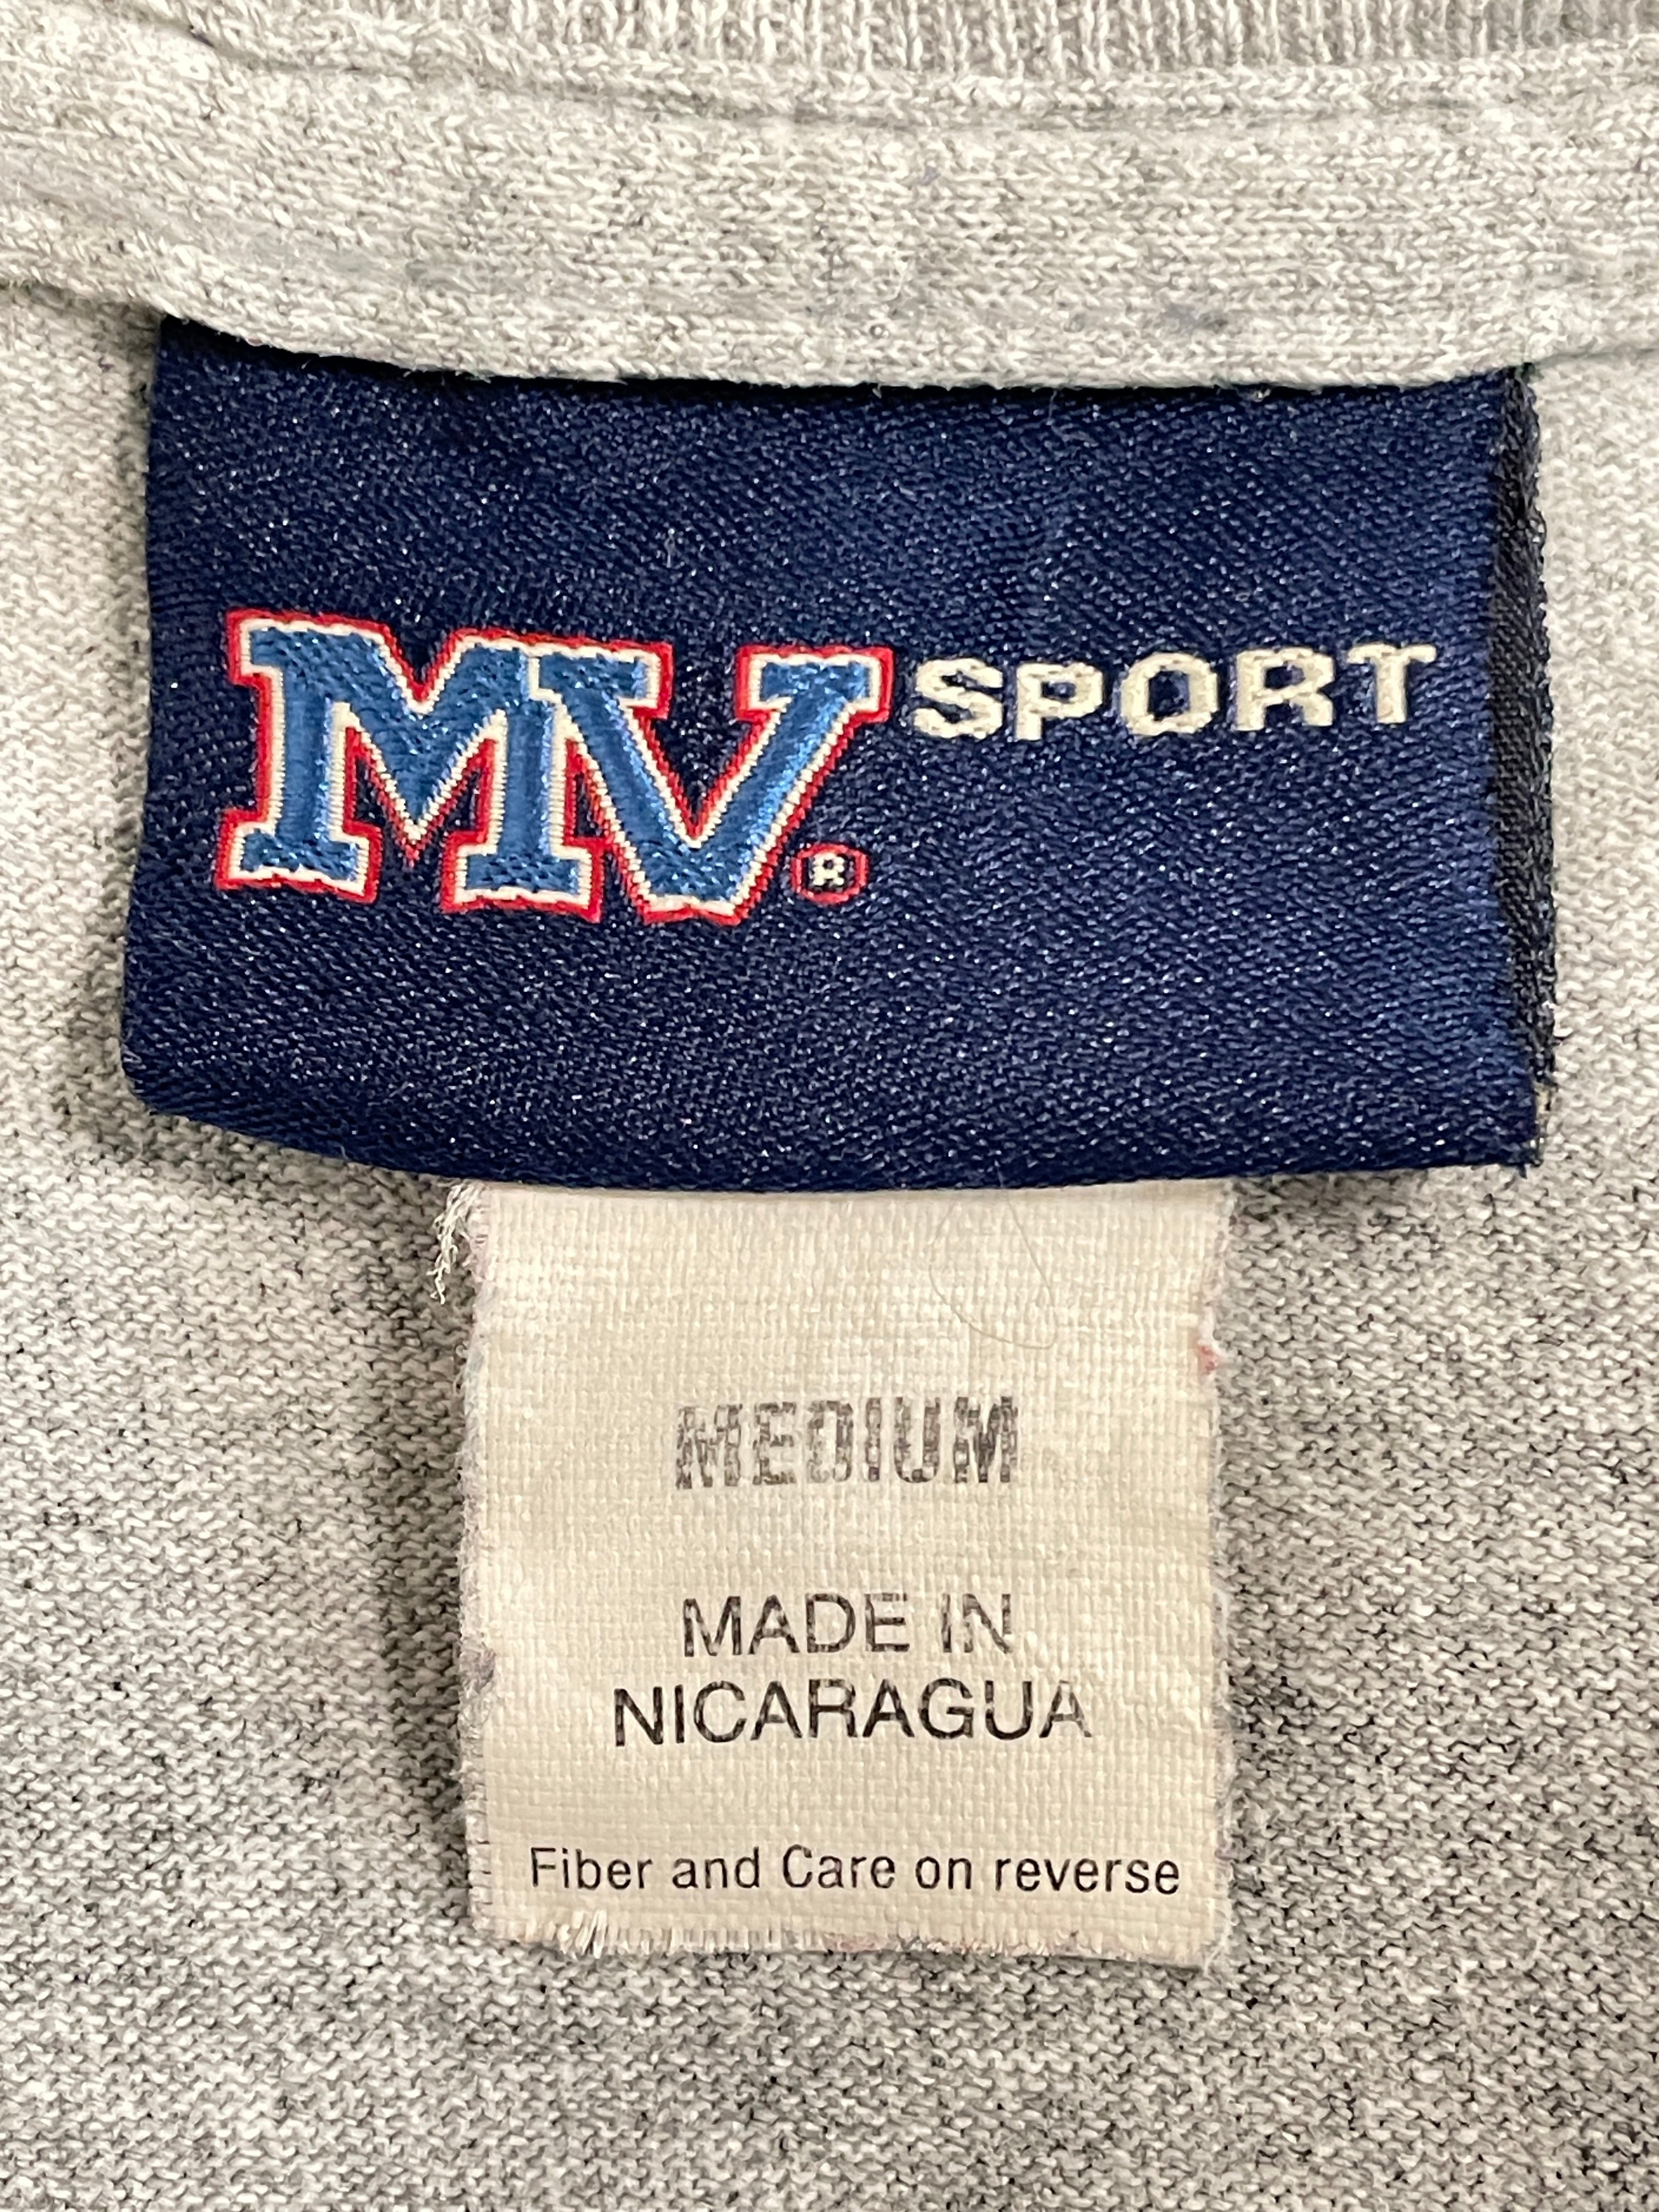 MV® SPORT
MEDIUM
MADE IN
NICARAGUA
Fiber and Care on reverse